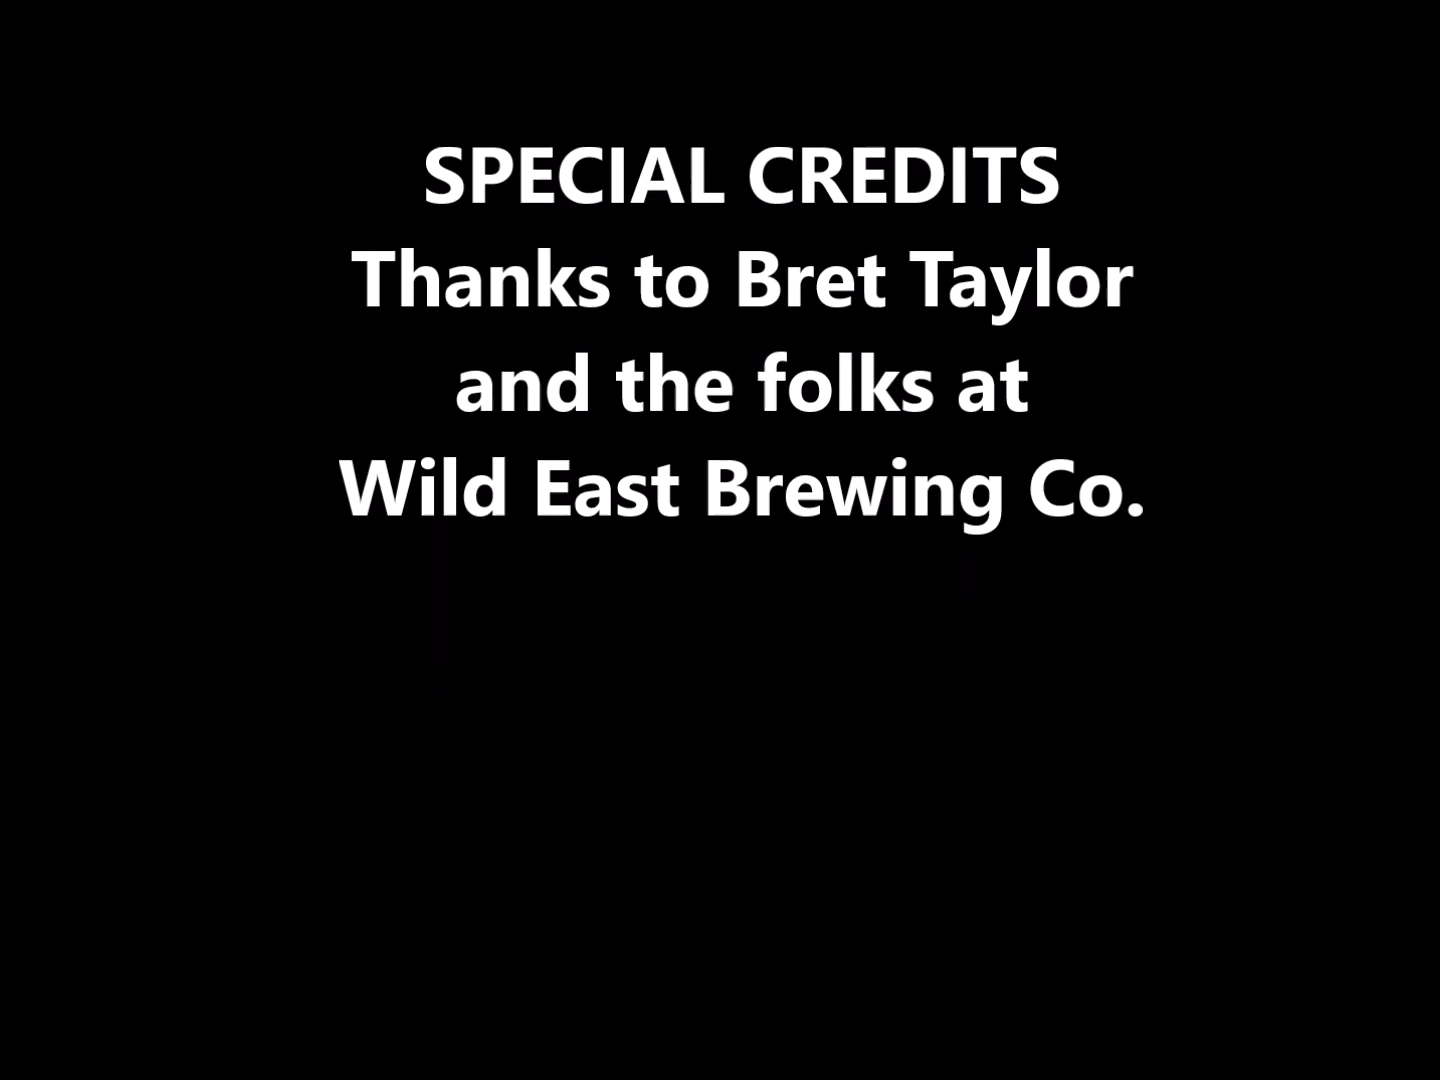 SPECIAL CREDITS
Thanks to Bret Taylor
and the folks at
Wild East Brewing Co.